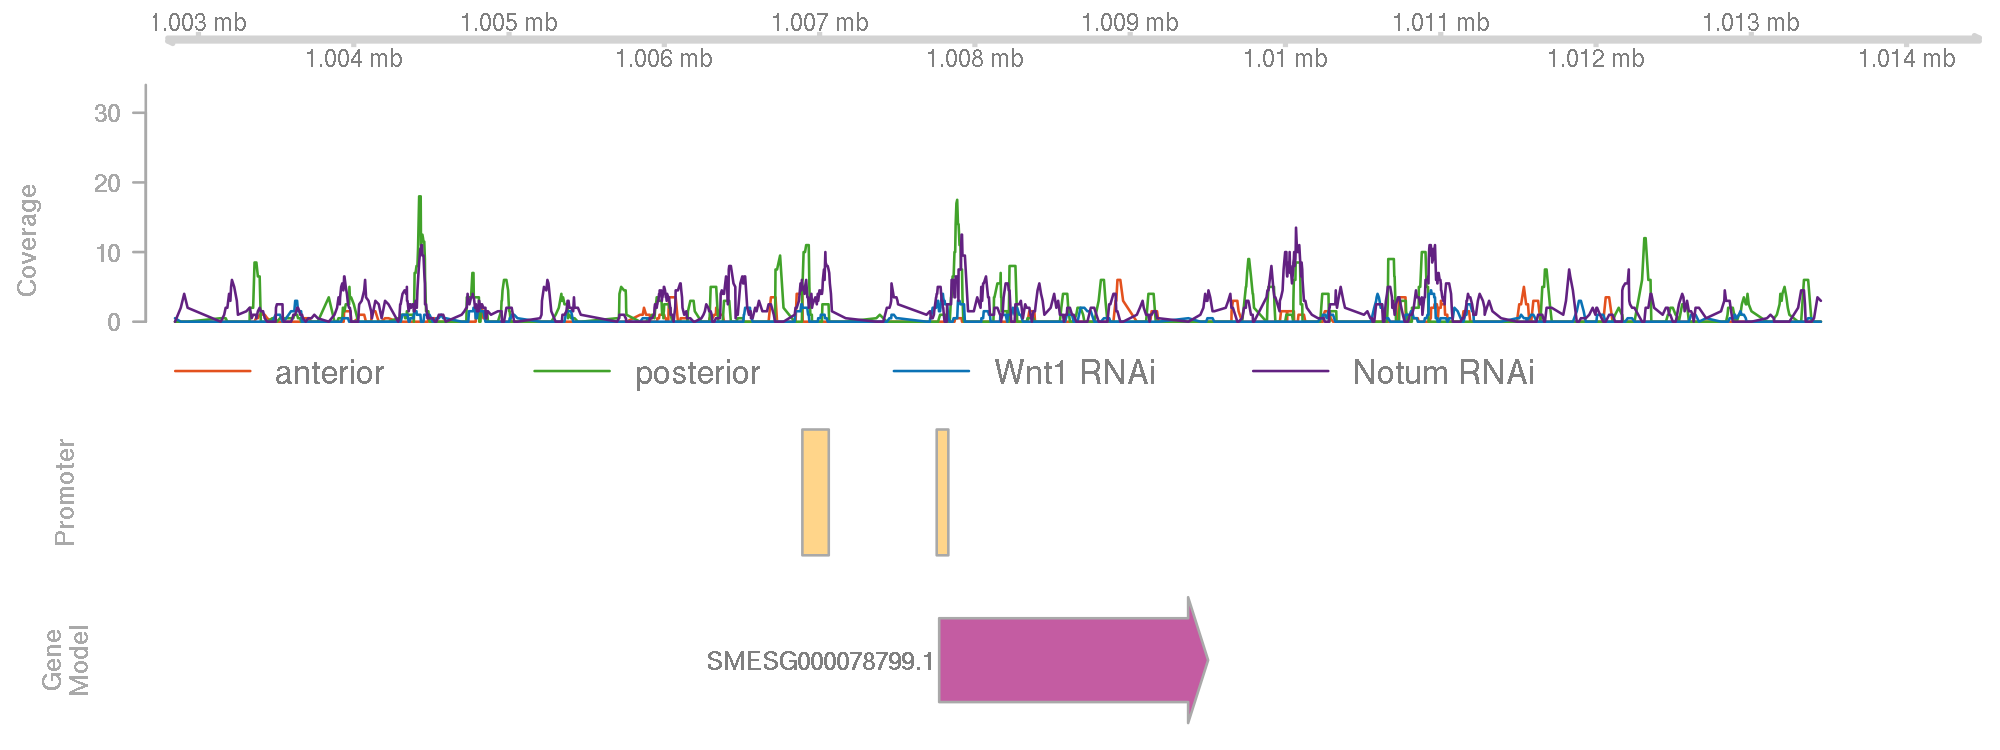 1.003 mb 1.005 mb 1.007 mb 1.009 mb 1.011 mb 1.013 mb
1.004 mb 1.006 mb 1.008 mb 1.01 mb 1.012 mb 1.014 mb
30
20
10
0
Coverage
anterior posterior Wnt1 RNAi Notum RNAi
Promoter
Gene
Model
SMESG000078799.1